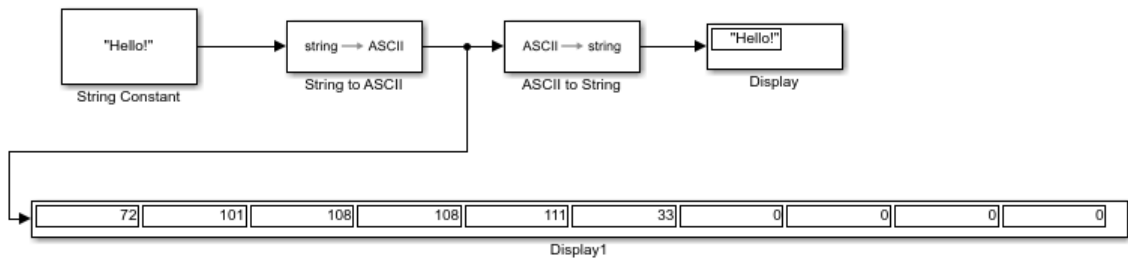 "Hello!"
string → ASCII
ASCII → string
"Hello!"
String Constant
String to ASCII
ASCII to String
Display
72 101 108 108 111 33 0 0 0 0
Display1